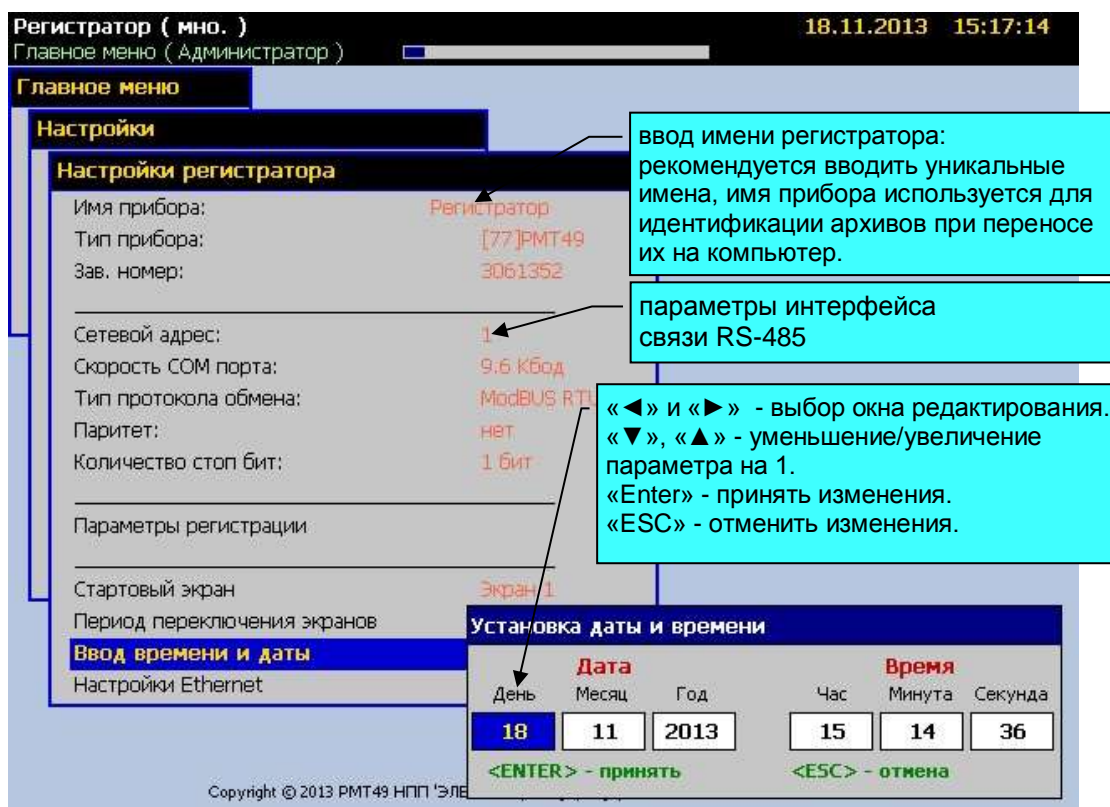 Регистратор ( мно. )
18.11.2013 15:17:14
Главное меню ( Администратор )
Главное меню
Настройки
Настройки регистратора
Имя прибора: Регистратор
Тип прибора: [77]РМТ49
Зав. номер: 3061352
Сетевой адрес: 1
Скорость COM порта: 9.6 Кбод
Тип протокола обмена: ModBUS RTU
Паритет: нет
Количество стоп бит: 1 бит
Параметры регистрации
Стартовый экран Экран 1
Период переключения экранов
Ввод времени и даты
Настройки Ethernet
ввод имени регистратора:
рекомендуется вводить уникальные
имена, имя прибора используется для
идентификации архивов при переносе
их на компьютер.
параметры интерфейса
связи RS-485
«◄» и «►» - выбор окна редактирования.
«▼», «▲» - уменьшение/увеличение
параметра на 1.
«Enter» - принять изменения.
«ESC» - отменить изменения.
Установка даты и времени
Дата Время
День Месяц Год Час Минута Секунда
18 11 2013 15 14 36
<ENTER> - принять <ESC> - отмена
Copyright © 2013 РМТ49 НПП